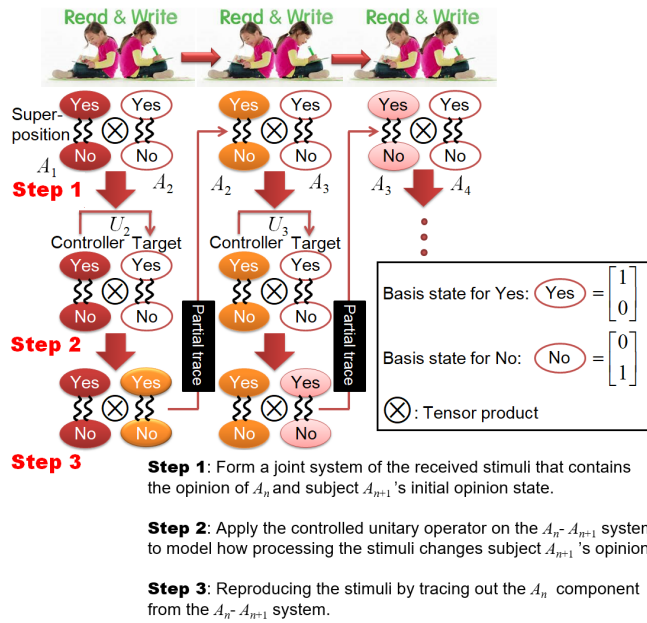 Read & Write Read & Write Read & Write
Yes Yes Yes Yes Yes Yes
Super-
position
No No No No No No
A1 A2 A2 A3 A3 A4
Step 1
U2 U3
Controller Target Controller Target
Yes Yes Yes Yes
Partial trace Partial trace
No No No No
Step 2
Yes Yes Yes Yes
No No No No
Step 3
Basis state for Yes: Yes = [1 0]
Basis state for No: No = [0 1]
⊗ : Tensor product
Step 1: Form a joint system of the received stimuli that contains
the opinion of An and subject An+1's initial opinion state.
Step 2: Apply the controlled unitary operator on the An- An+1 system
to model how processing the stimuli changes subject An+1 's opinion
Step 3: Reproducing the stimuli by tracing out the An component
from the An- An+1 system.